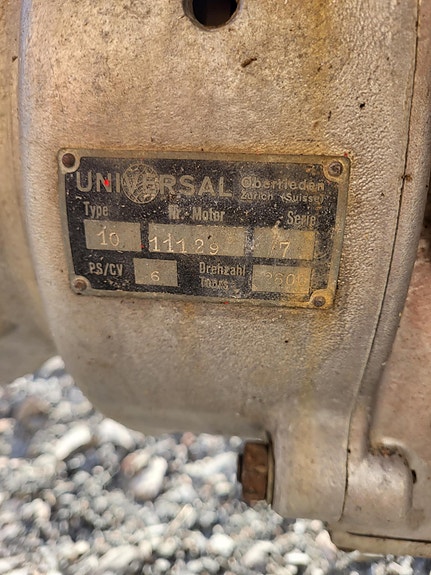 UNIVERSAL Oberrieden
Zürich (Suisse)
Type Nr. Motor Serie
10 11129 7
PS/CV 6 Drehzahl
Tours